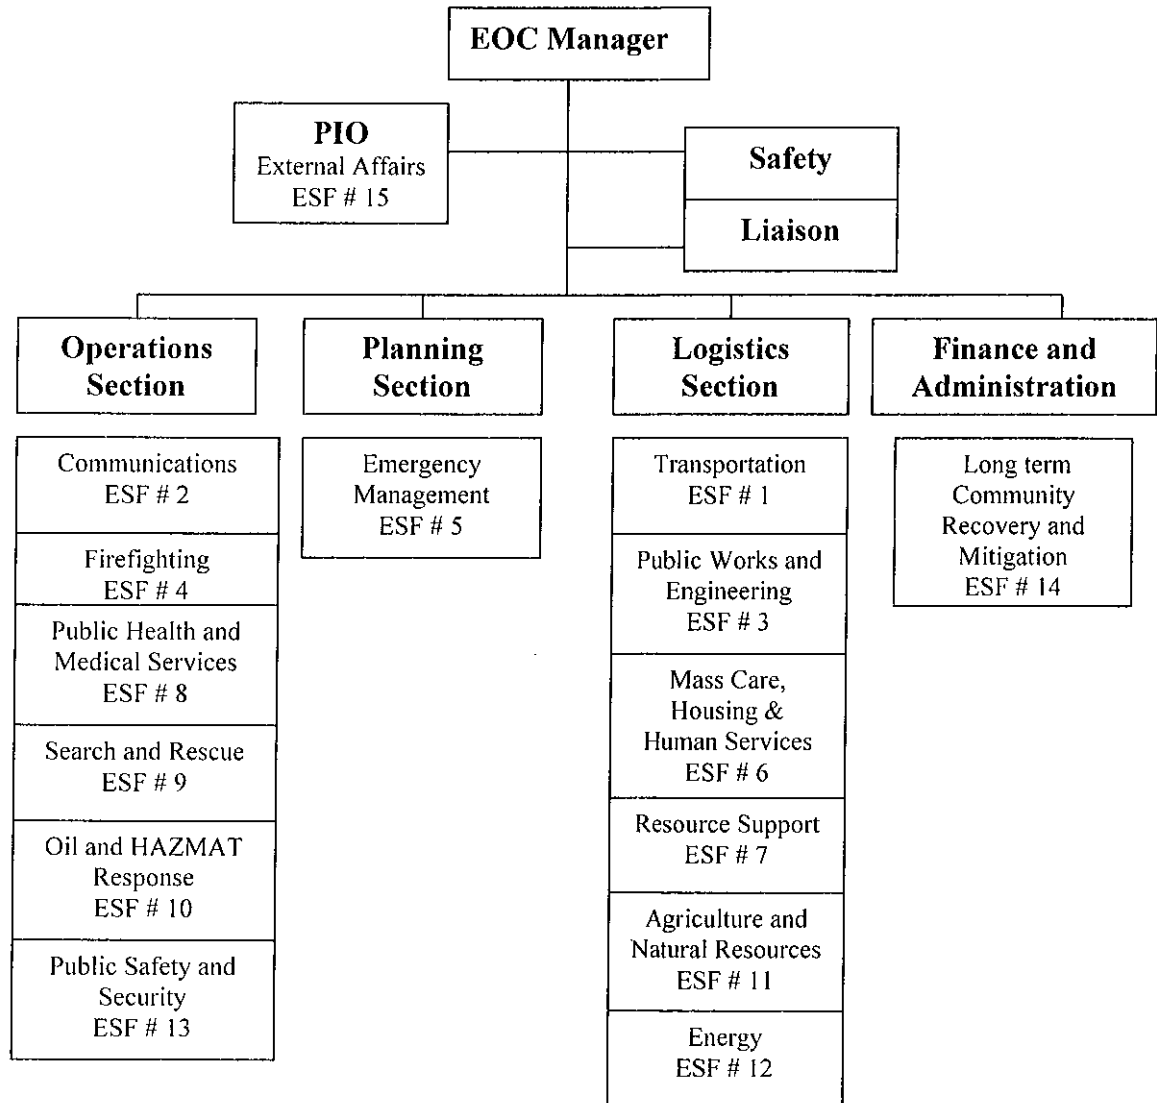 EOC Manager
PIO
External Affairs
ESF # 15
Safety
Liaison
Operations
Section
Planning
Section
Logistics
Section
Finance and
Administration
Communications
ESF # 2
Firefighting
ESF # 4
Public Health and
Medical Services
ESF # 8
Search and Rescue
ESF # 9
Oil and HAZMAT
Response
ESF # 10
Public Safety and
Security
ESF # 13
Emergency
Management
ESF # 5
Transportation
ESF # 1
Public Works and
Engineering
ESF # 3
Mass Care,
Housing &
Human Services
ESF # 6
Resource Support
ESF # 7
Agriculture and
Natural Resources
ESF # 11
Energy
ESF # 12
Long term
Community
Recovery and
Mitigation
ESF # 14